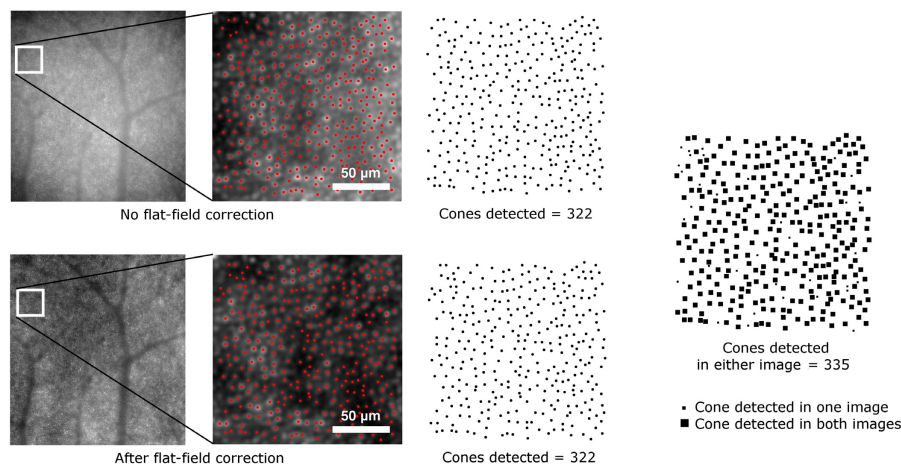 50 µm
No flat-field correction
Cones detected = 322
50 µm
After flat-field correction
Cones detected = 322
Cones detected
in either image = 335
Cone detected in one image
Cone detected in both images